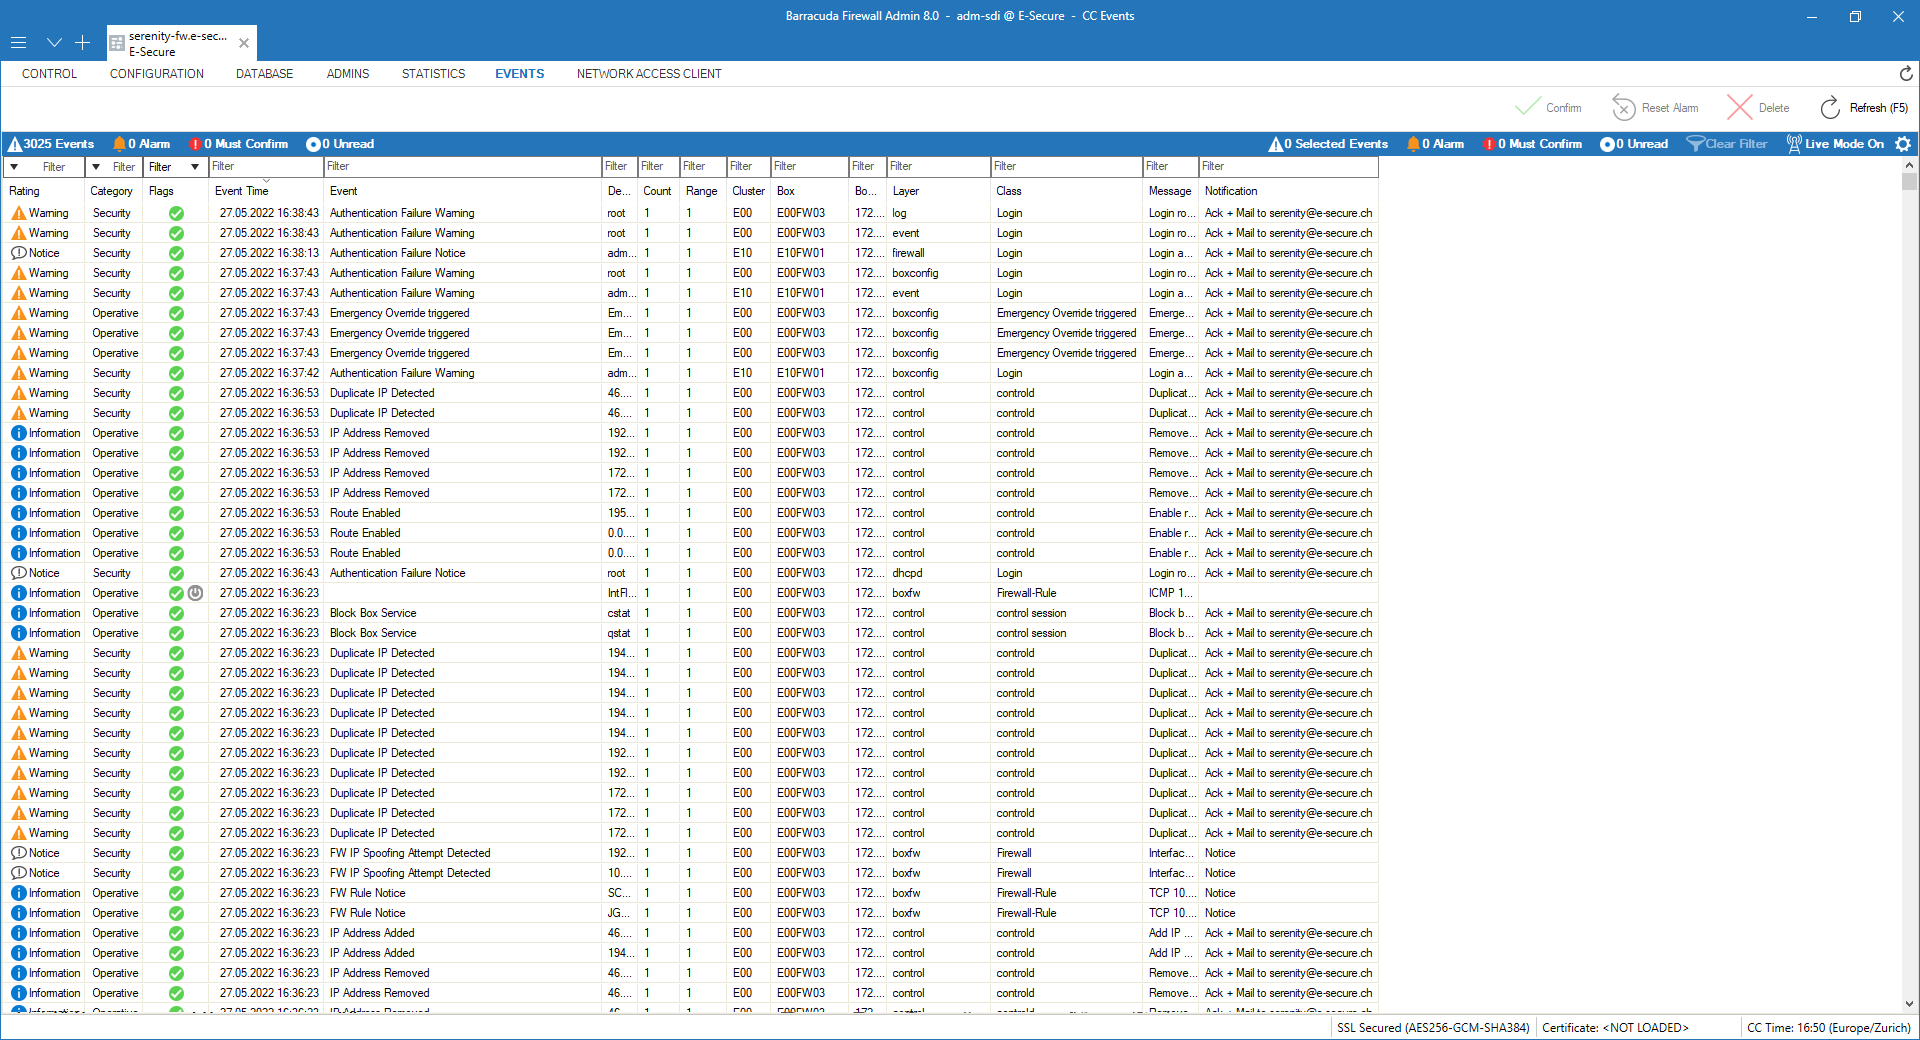 Barracuda Firewall Admin 8.0 - adm-sdi @ E-Secure - CC Events
serenity-fw.e-sec...
E-Secure
CONTROL CONFIGURATION DATABASE ADMINS STATISTICS EVENTS NETWORK ACCESS CLIENT
Confirm Reset Alarm Delete Refresh (F5)
3025 Events 0 Alarm 0 Must Confirm 0 Unread 0 Selected Events 0 Alarm 0 Must Confirm 0 Unread Clear Filter Live Mode On
Filter Filter Filter Filter Filter Filter Filter Filter Filter Filter Filter Filter Filter Filter Filter
Rating Category Flags Event Time Event De... Count Range Cluster Box Bo... Layer Class Message Notification
Warning Security 27.05.2022 16:38:43 Authentication Failure Warning root 1 1 E00 E00FW03 172.... log Login Login ro... Ack + Mail to serenity@e-secure.ch
Warning Security 27.05.2022 16:38:43 Authentication Failure Warning root 1 1 E00 E00FW03 172.... event Login Login ro... Ack + Mail to serenity@e-secure.ch
Notice Security 27.05.2022 16:38:13 Authentication Failure Notice adm... 1 1 E10 E10FW01 172.... firewall Login Login a... Ack + Mail to serenity@e-secure.ch
Warning Security 27.05.2022 16:37:43 Authentication Failure Warning root 1 1 E00 E00FW03 172.... boxconfig Login Login ro... Ack + Mail to serenity@e-secure.ch
Warning Security 27.05.2022 16:37:43 Authentication Failure Warning adm... 1 1 E10 E10FW01 172.... event Login Login a... Ack + Mail to serenity@e-secure.ch
Warning Operative 27.05.2022 16:37:43 Emergency Override triggered Em... 1 1 E00 E00FW03 172.... boxconfig Emergency Override triggered Emerge... Ack + Mail to serenity@e-secure.ch
Warning Operative 27.05.2022 16:37:43 Emergency Override triggered Em... 1 1 E00 E00FW03 172.... boxconfig Emergency Override triggered Emerge... Ack + Mail to serenity@e-secure.ch
Warning Operative 27.05.2022 16:37:43 Emergency Override triggered Em... 1 1 E00 E00FW03 172.... boxconfig Emergency Override triggered Emerge... Ack + Mail to serenity@e-secure.ch
Warning Security 27.05.2022 16:37:42 Authentication Failure Warning adm... 1 1 E10 E10FW01 172.... boxconfig Login Login a... Ack + Mail to serenity@e-secure.ch
Warning Security 27.05.2022 16:36:53 Duplicate IP Detected 46.... 1 1 E00 E00FW03 172.... control controld Duplicat... Ack + Mail to serenity@e-secure.ch
Warning Security 27.05.2022 16:36:53 Duplicate IP Detected 46.... 1 1 E00 E00FW03 172.... control controld Duplicat... Ack + Mail to serenity@e-secure.ch
Information Operative 27.05.2022 16:36:53 IP Address Removed 192... 1 1 E00 E00FW03 172.... control controld Remove... Ack + Mail to serenity@e-secure.ch
Information Operative 27.05.2022 16:36:53 IP Address Removed 192... 1 1 E00 E00FW03 172.... control controld Remove... Ack + Mail to serenity@e-secure.ch
Information Operative 27.05.2022 16:36:53 IP Address Removed 172... 1 1 E00 E00FW03 172.... control controld Remove... Ack + Mail to serenity@e-secure.ch
Information Operative 27.05.2022 16:36:53 IP Address Removed 172... 1 1 E00 E00FW03 172.... control controld Remove... Ack + Mail to serenity@e-secure.ch
Information Operative 27.05.2022 16:36:53 Route Enabled 195... 1 1 E00 E00FW03 172.... control controld Enable r... Ack + Mail to serenity@e-secure.ch
Information Operative 27.05.2022 16:36:53 Route Enabled 0.0.... 1 1 E00 E00FW03 172.... control controld Enable r... Ack + Mail to serenity@e-secure.ch
Information Operative 27.05.2022 16:36:53 Route Enabled 0.0.... 1 1 E00 E00FW03 172.... control controld Enable r... Ack + Mail to serenity@e-secure.ch
Notice Security 27.05.2022 16:36:43 Authentication Failure Notice root 1 1 E00 E00FW03 172.... dhcpd Login Login ro... Ack + Mail to serenity@e-secure.ch
Information Operative 27.05.2022 16:36:23 IntFl... 1 1 E00 E00FW03 172.... boxfw Firewall-Rule ICMP 1...
Information Operative 27.05.2022 16:36:23 Block Box Service cstat 1 1 E00 E00FW03 172.... control control session Block b... Ack + Mail to serenity@e-secure.ch
Information Operative 27.05.2022 16:36:23 Block Box Service qstat 1 1 E00 E00FW03 172.... control control session Block b... Ack + Mail to serenity@e-secure.ch
Warning Security 27.05.2022 16:36:23 Duplicate IP Detected 194... 1 1 E00 E00FW03 172.... control controld Duplicat... Ack + Mail to serenity@e-secure.ch
Warning Security 27.05.2022 16:36:23 Duplicate IP Detected 194... 1 1 E00 E00FW03 172.... control controld Duplicat... Ack + Mail to serenity@e-secure.ch
Warning Security 27.05.2022 16:36:23 Duplicate IP Detected 194... 1 1 E00 E00FW03 172.... control controld Duplicat... Ack + Mail to serenity@e-secure.ch
Warning Security 27.05.2022 16:36:23 Duplicate IP Detected 194... 1 1 E00 E00FW03 172.... control controld Duplicat... Ack + Mail to serenity@e-secure.ch
Warning Security 27.05.2022 16:36:23 Duplicate IP Detected 194... 1 1 E00 E00FW03 172.... control controld Duplicat... Ack + Mail to serenity@e-secure.ch
Warning Security 27.05.2022 16:36:23 Duplicate IP Detected 192... 1 1 E00 E00FW03 172.... control controld Duplicat... Ack + Mail to serenity@e-secure.ch
Warning Security 27.05.2022 16:36:23 Duplicate IP Detected 192... 1 1 E00 E00FW03 172.... control controld Duplicat... Ack + Mail to serenity@e-secure.ch
Warning Security 27.05.2022 16:36:23 Duplicate IP Detected 172... 1 1 E00 E00FW03 172.... control controld Duplicat... Ack + Mail to serenity@e-secure.ch
Warning Security 27.05.2022 16:36:23 Duplicate IP Detected 172... 1 1 E00 E00FW03 172.... control controld Duplicat... Ack + Mail to serenity@e-secure.ch
Warning Security 27.05.2022 16:36:23 Duplicate IP Detected 172... 1 1 E00 E00FW03 172.... control controld Duplicat... Ack + Mail to serenity@e-secure.ch
Notice Security 27.05.2022 16:36:23 FW IP Spoofing Attempt Detected 192... 1 1 E00 E00FW03 172.... boxfw Firewall Interfac... Notice
Notice Security 27.05.2022 16:36:23 FW IP Spoofing Attempt Detected 10.... 1 1 E00 E00FW03 172.... boxfw Firewall Interfac... Notice
Information Operative 27.05.2022 16:36:23 FW Rule Notice SC... 1 1 E00 E00FW03 172.... boxfw Firewall-Rule TCP 10.... Notice
Information Operative 27.05.2022 16:36:23 FW Rule Notice JG... 1 1 E00 E00FW03 172.... boxfw Firewall-Rule TCP 10.... Notice
Information Operative 27.05.2022 16:36:23 IP Address Added 46.... 1 1 E00 E00FW03 172.... control controld Add IP ... Ack + Mail to serenity@e-secure.ch
Information Operative 27.05.2022 16:36:23 IP Address Added 194... 1 1 E00 E00FW03 172.... control controld Add IP ... Ack + Mail to serenity@e-secure.ch
Information Operative 27.05.2022 16:36:23 IP Address Removed 46.... 1 1 E00 E00FW03 172.... control controld Remove... Ack + Mail to serenity@e-secure.ch
Information Operative 27.05.2022 16:36:23 IP Address Removed 46.... 1 1 E00 E00FW03 172.... control controld Remove... Ack + Mail to serenity@e-secure.ch
SSL Secured (AES256-GCM-SHA384) Certificate: <NOT LOADED> CC Time: 16:50 (Europe/Zurich)